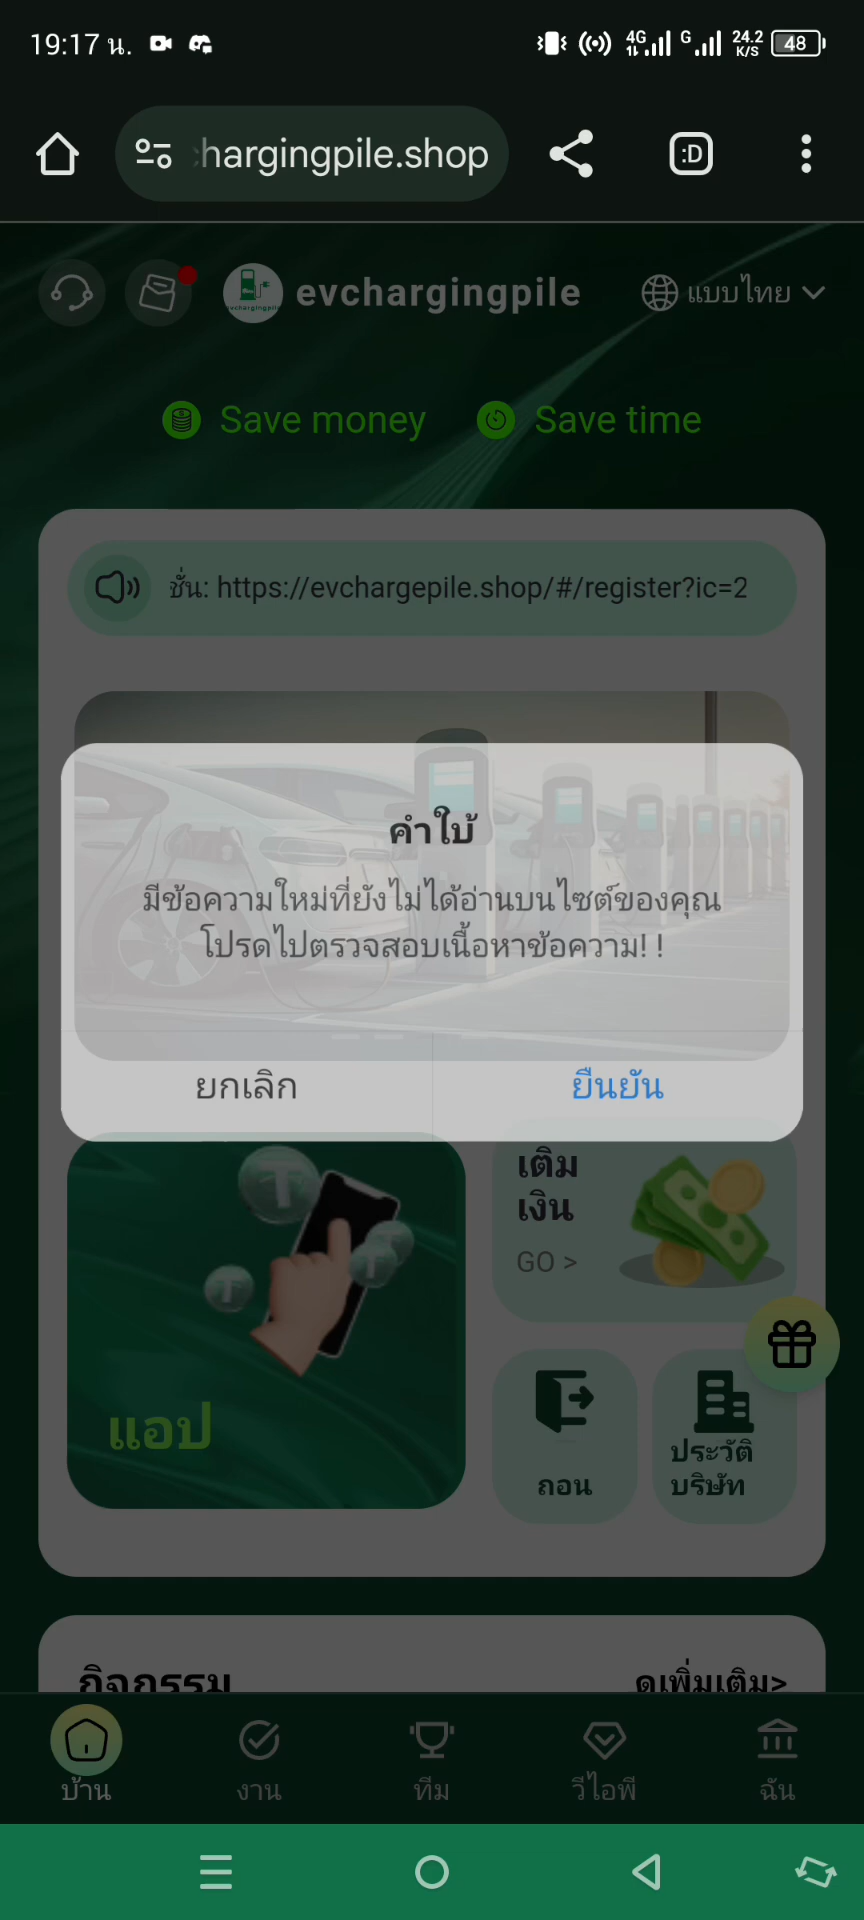 19:17 น.
4G
G
24.2
K/S
48
hargingpile.shop
:D
evchargingpile
แบบไทย
Save money
Save time
ชั่น: https://evchargepile.shop/#/register?ic=2
คำใบ้
มีข้อความใหม่ที่ยังไม่ได้อ่านบนไซต์ของคุณ
โปรดไปตรวจสอบเนื้อหาข้อความ! !
ยกเลิก
ยืนยัน
เติม
เงิน
GO >
แอป
ถอน
ประวัติ
บริษัท
กิจกรรม
ดูเพิ่มเติม>
บ้าน
งาน
ทีม
วีไอพี
ฉัน